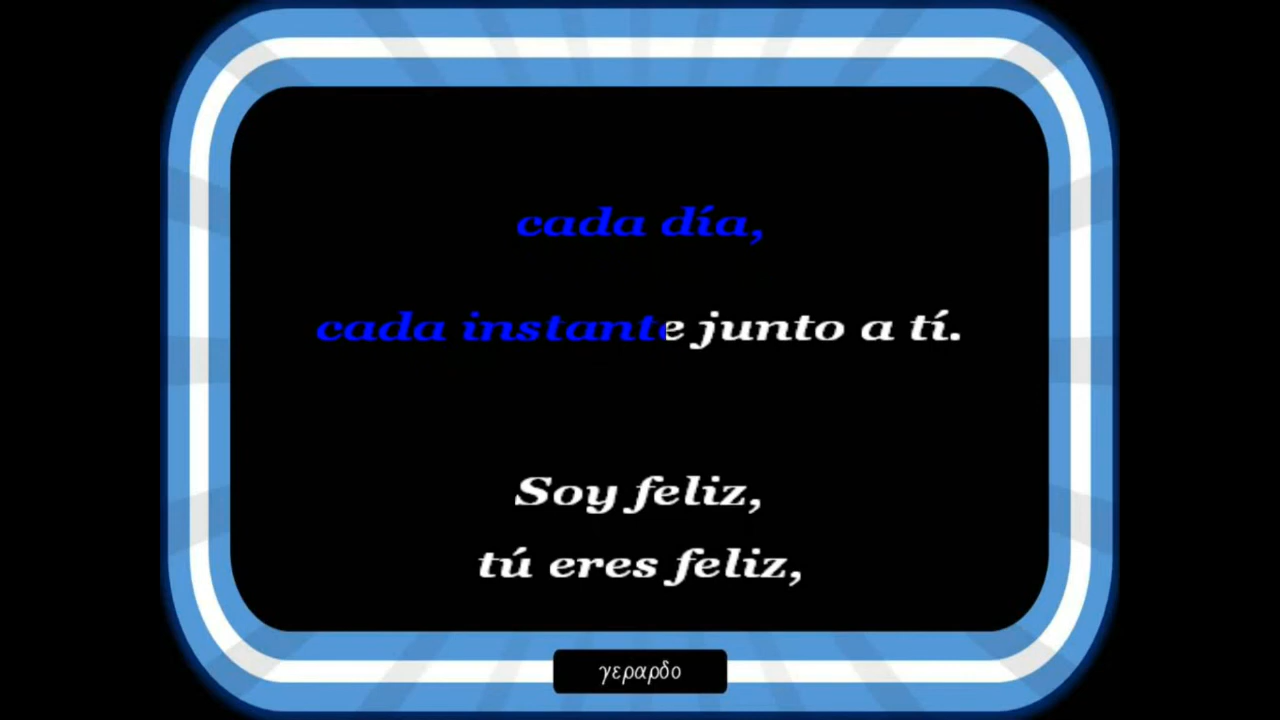 cada día,
cada instante junto a tí.
Soy feliz,
tú eres feliz,
γεραρδο